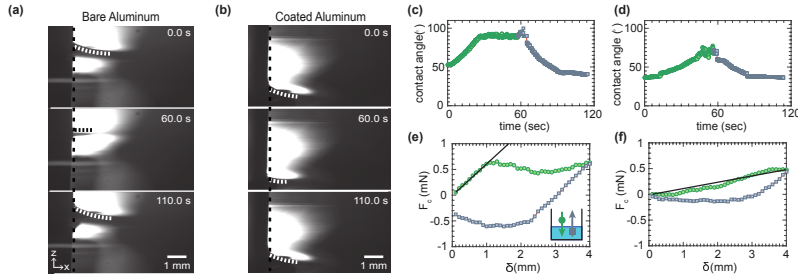 (a) Bare Aluminum
0.0 s
60.0 s
110.0 s
z
x
1 mm
(b) Coated Aluminum
0.0 s
60.0 s
110.0 s
1 mm
(c)
contact angle(°)
100
50
0
0 60 120
time (sec)
(d)
contact angle (°)
100
50
0
0 60 120
time (sec)
(e)
F_c (mN)
1
0.5
0
-0.5
-1
0 1 2 3 4
δ(mm)
(f)
F_c (mN)
1
0.5
0
-0.5
-1
0 1 2 3 4
δ(mm)